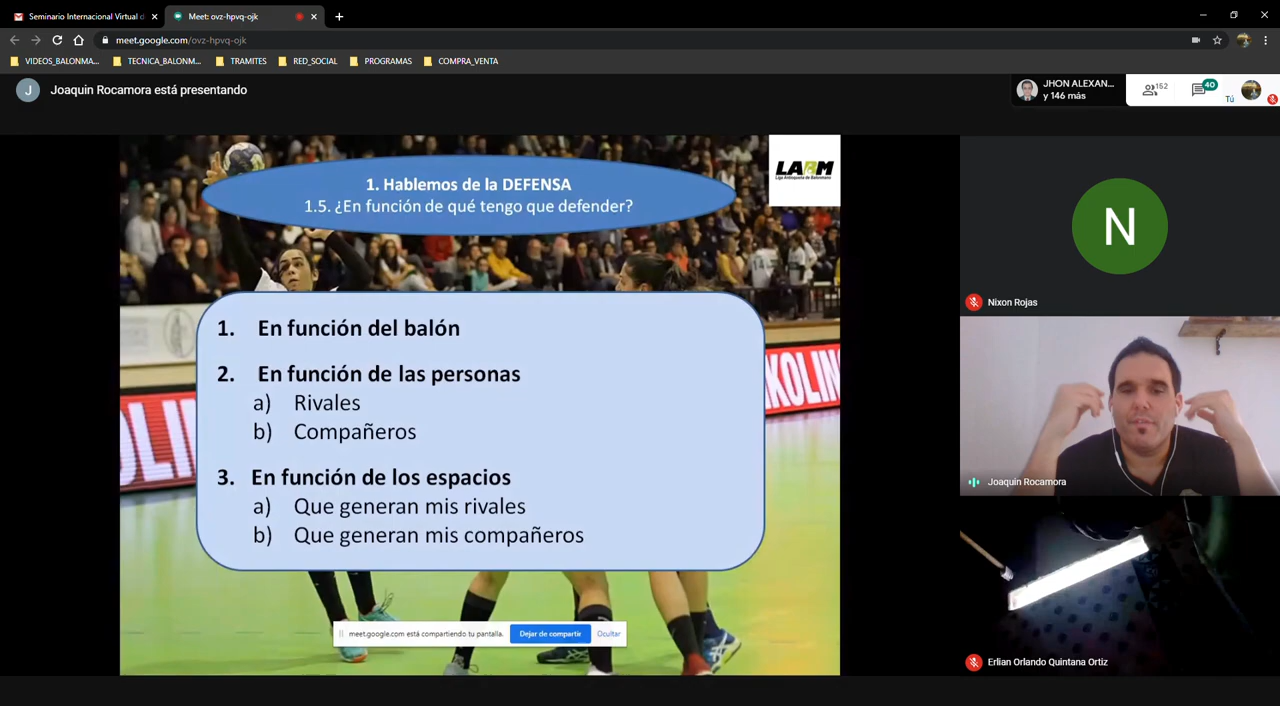 Seminario Internacional Virtual d
Meet: ovz-hpvq-ojk
meet.google.com/ovz-hpvq-ojk
VIDEOS_BALONMA...
TECNICA_BALONM...
TRAMITES
RED_SOCIAL
PROGRAMAS
COMPRA_VENTA
J
Joaquin Rocamora está presentando
JHON ALEXAN...
y 146 más
152
40
Tú
1. Hablemos de la DEFENSA
1.5. ¿En función de qué tengo que defender?
LABM
Liga Antioqueña de Balonmano
1. En función del balón
2. En función de las personas
a) Rivales
b) Compañeros
3. En función de los espacios
a) Que generan mis rivales
b) Que generan mis compañeros
KOLIN
meet.google.com está compartiendo tu pantalla.
Dejar de compartir
Ocultar
N
Nixon Rojas
Joaquin Rocamora
Erlian Orlando Quintana Ortiz